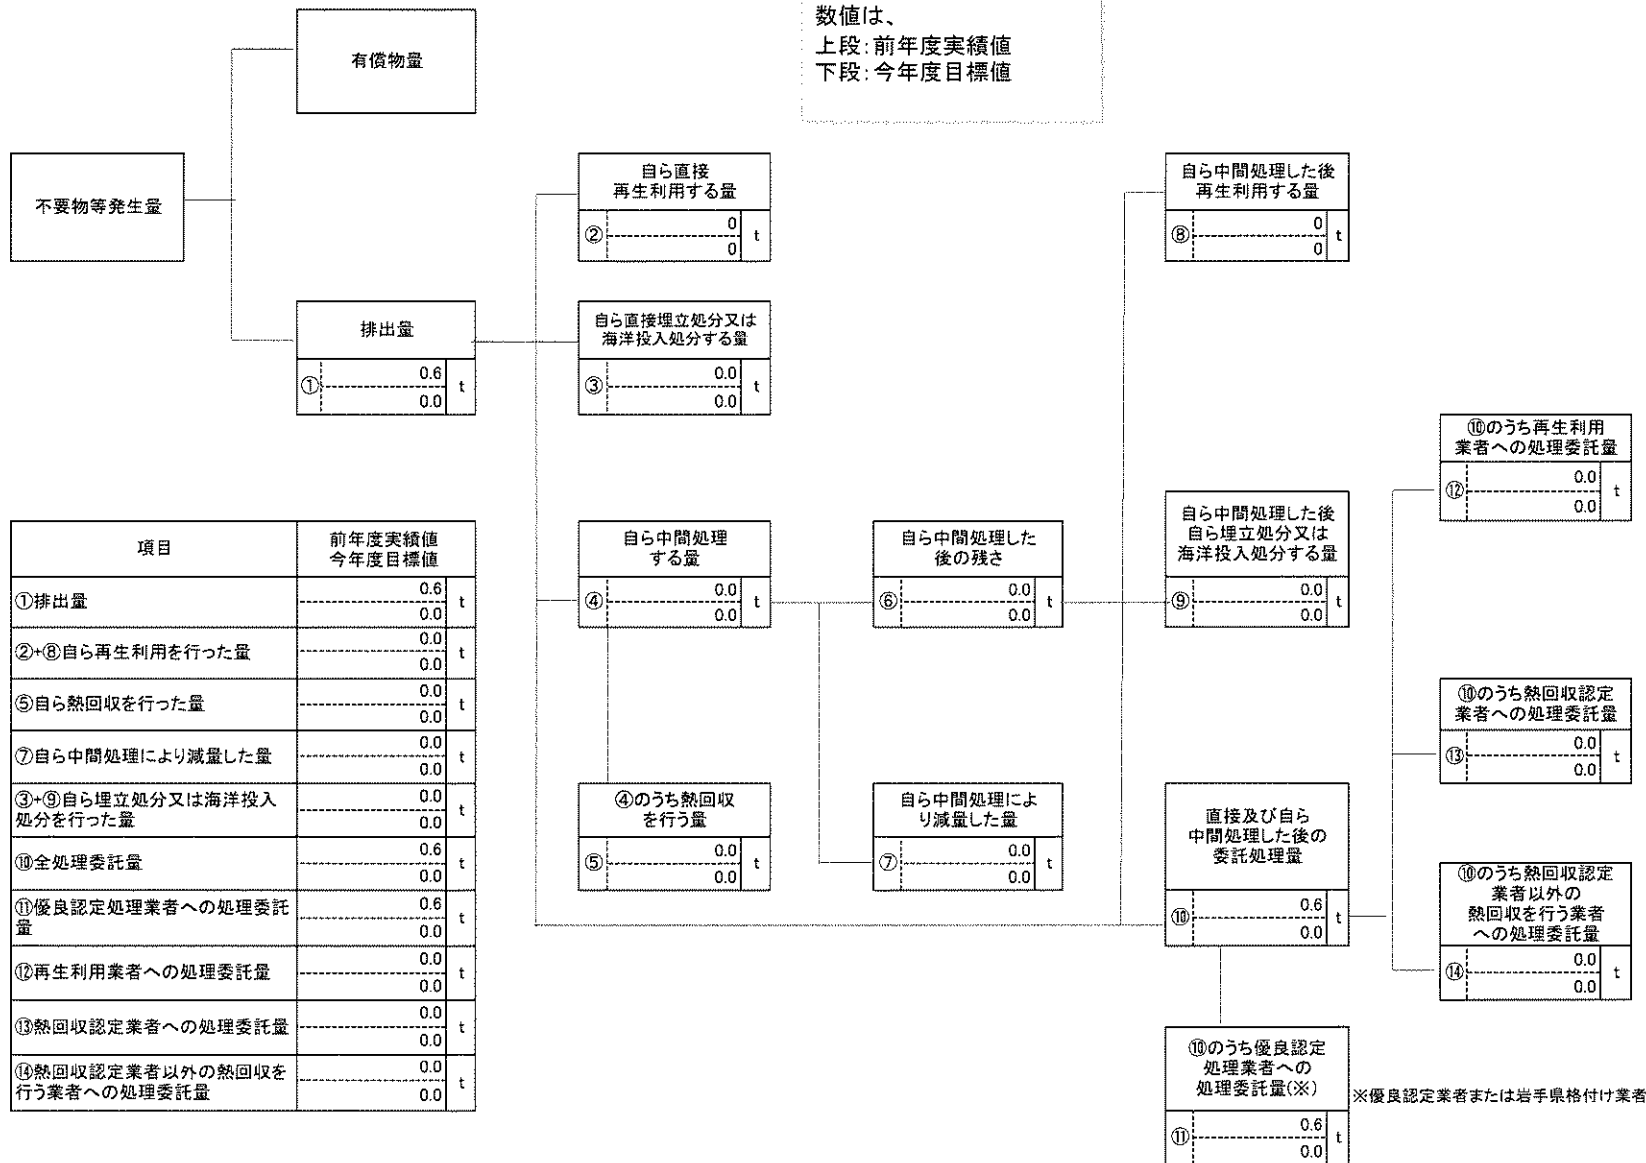 数値は、
上段:前年度実績値
下段:今年度目標値
有償物量
不要物等発生量
排出量
①
0.6
0.0
t
自ら直接
再生利用する量
②
0
0
t
自ら直接埋立処分又は
海洋投入処分する量
③
0.0
0.0
t
自ら中間処理した後
再生利用する量
⑧
0
0
t
自ら中間処理
する量
④
0.0
0.0
t
自ら中間処理した
後の残さ
⑥
0.0
0.0
t
自ら中間処理した後
自ら埋立処分又は
海洋投入処分する量
⑨
0.0
0.0
t
④のうち熱回収
を行う量
⑤
0.0
0.0
t
自ら中間処理によ
り減量した量
⑦
0.0
0.0
t
直接及び自ら
中間処理した後の
委託処理量
⑩
0.6
0.0
t
⑩のうち再生利用
業者への処理委託量
⑫
0.0
0.0
t
⑩のうち熱回収認定
業者への処理委託量
⑬
0.0
0.0
t
⑩のうち熱回収認定
業者以外の
熱回収を行う業者
への処理委託量
⑭
0.0
0.0
t
⑩のうち優良認定
処理業者への
処理委託量(※)
⑪
0.6
0.0
t
※優良認定業者または岩手県格付け業者
項目
前年度実績値
今年度目標値
①排出量
0.6
0.0
t
②+⑧自ら再生利用を行った量
0.0
0.0
t
⑤自ら熱回収を行った量
0.0
0.0
t
⑦自ら中間処理により減量した量
0.0
0.0
t
③+⑨自ら埋立処分又は海洋投入
処分を行った量
0.0
0.0
t
⑩全処理委託量
0.6
0.0
t
⑪優良認定処理業者への処理委託
量
0.6
0.0
t
⑫再生利用業者への処理委託量
0.0
0.0
t
⑬熱回収認定業者への処理委託量
0.0
0.0
t
⑭熱回収認定業者以外の熱回収を
行う業者への処理委託量
0.0
0.0
t